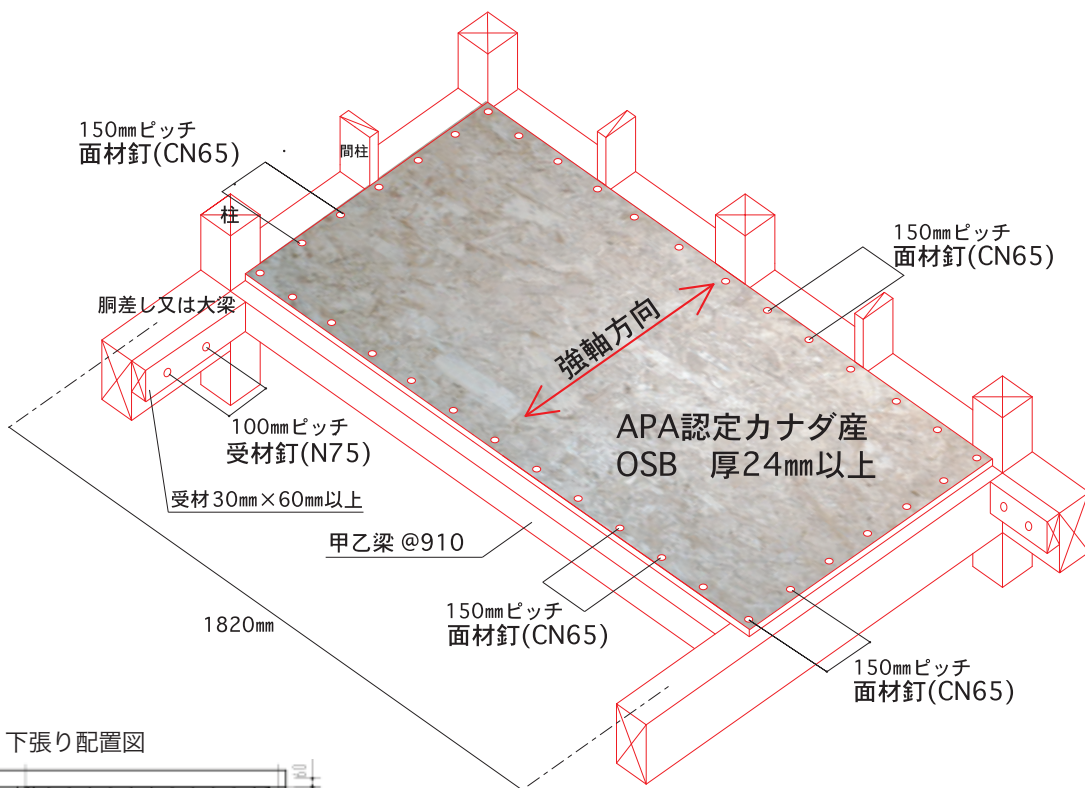 150㎜ピッチ
面材釘(CN65)
間柱
柱
150㎜ピッチ
面材釘(CN65)
胴差し又は大梁
強軸方向
100㎜ピッチ
受材釘(N75)
APA認定カナダ産
OSB　厚24㎜以上
受材30㎜×60㎜以上
甲乙梁 @910
150㎜ピッチ
面材釘(CN65)
1820㎜
150㎜ピッチ
面材釘(CN65)
下張り配置図
60